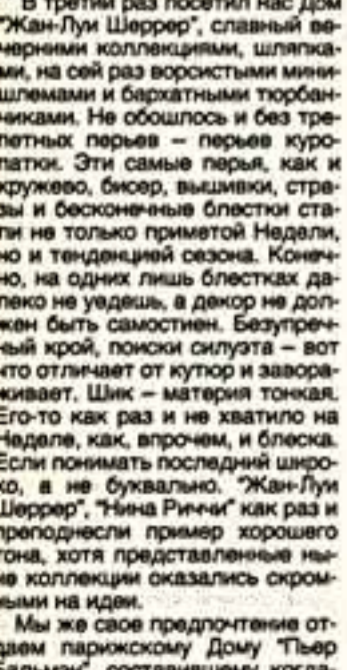 В третий раз посетил нас Дом
"Жан-Луи Шеррер", славный ве-
черними коллекциями, шляпка-
ми, на сей раз ворсистыми мини-
шлемами и бархатными тюрбан-
чиками. Не обошлось и без тре-
петных перьев – перьев куро-
патки. Эти самые перья, как и
кружево, бисер, вышивки, стра-
зы и бесконечные блестки ста-
ли не только приметой Недели,
но и тенденцией сезона. Конеч-
но, на одних лишь блестках да-
леко не уедешь, а декор не дол-
жен быть самостиен. Безупреч-
ный крой, поиски силуэта – вот
что отличает от кутюр и завора-
живает. Шик – материя тонкая.
Его-то как раз и не хватило на
Неделе, как, впрочем, и блеска.
Если понимать последний широ-
ко, а не буквально. "Жан-Луи
Шеррер", "Нина Риччи" как раз и
преподнесли пример хорошего
тона, хотя представленные ны-
не коллекции оказались скром-
ными на идеи.
Мы же свое предпочтение от-
даем парижскому Дому "Пьер
Бальмэн",